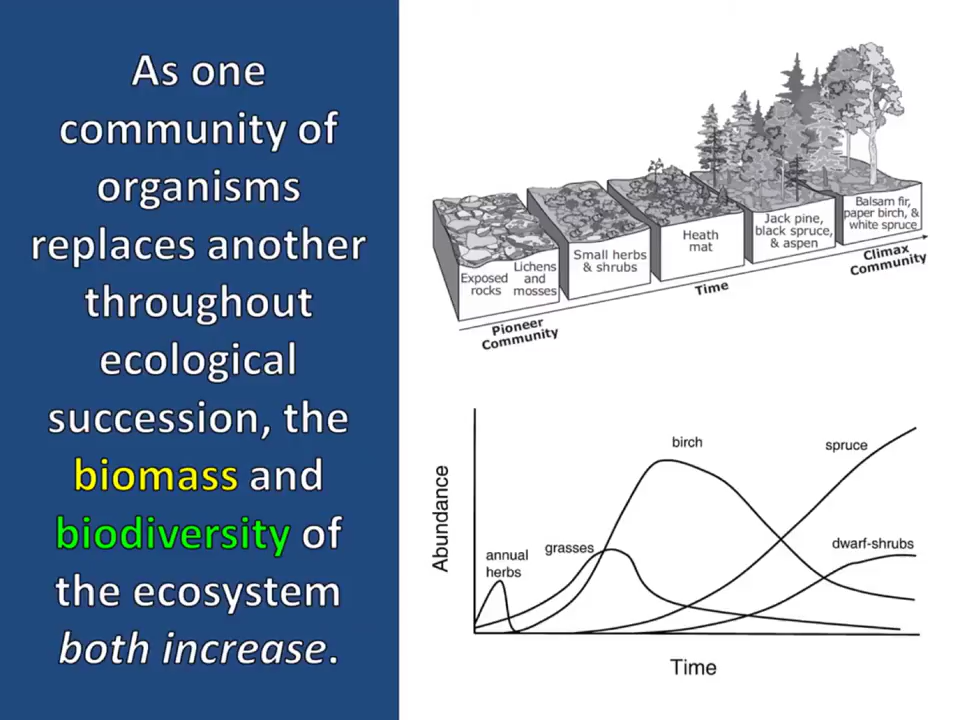 As one
community of
organisms
replaces another
throughout
ecological
succession, the
biomass and
biodiversity of
the ecosystem
both increase.
Exposed
rocks
Lichens
and
mosses
Small herbs
& shrubs
Heath
mat
Jack pine,
black spruce,
& aspen
Balsam fir,
paper birch, &
white spruce
Pioneer
Community
Time
Climax
Community
Abundance
annual
herbs
grasses
birch
spruce
dwarf-shrubs
Time